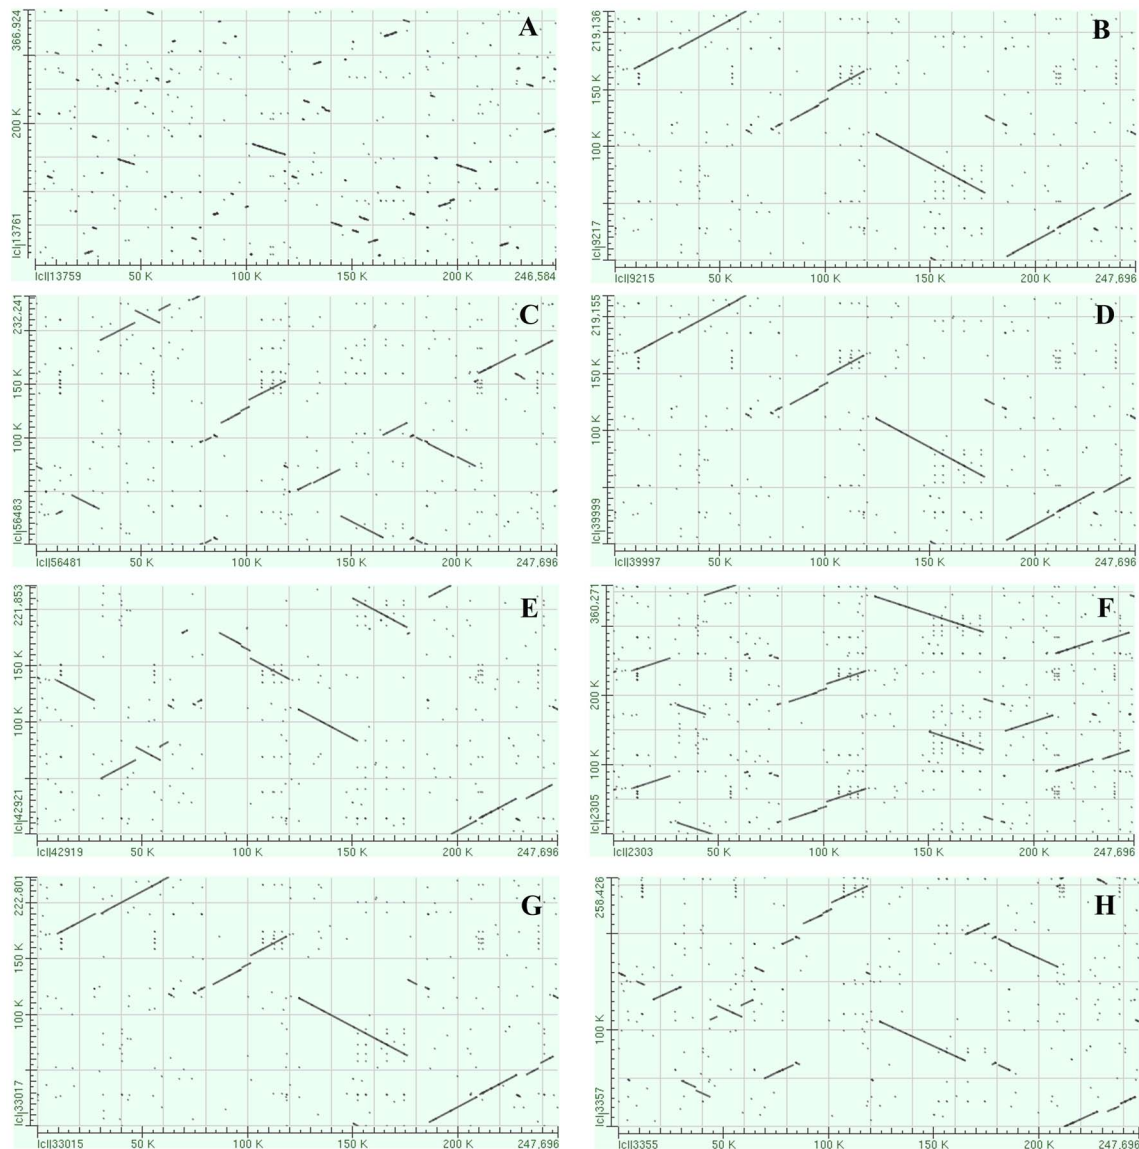 A
366,924
200 K
lcl|13761
lcl|13759 50 K 100 K 150 K 200 K 246,584
B
219,136
150 K
100 K
lcl|9217
lcl|9215 50 K 100 K 150 K 200 K 247,696
C
232,241
150 K
100 K
lcl|56483
lcl|56481 50 K 100 K 150 K 200 K 247,696
D
219,155
150 K
100 K
lcl|39999
lcl|39997 50 K 100 K 150 K 200 K 247,696
E
221,853
150 K
100 K
lcl|42921
lcl|42919 50 K 100 K 150 K 200 K 247,696
F
360,271
200 K
100 K
lcl|2305
lcl|2303 50 K 100 K 150 K 200 K 247,696
G
222,801
150 K
100 K
lcl|33017
lcl|33015 50 K 100 K 150 K 200 K 247,696
H
258,426
100 K
lcl|3357
lcl|3355 50 K 100 K 150 K 200 K 247,696